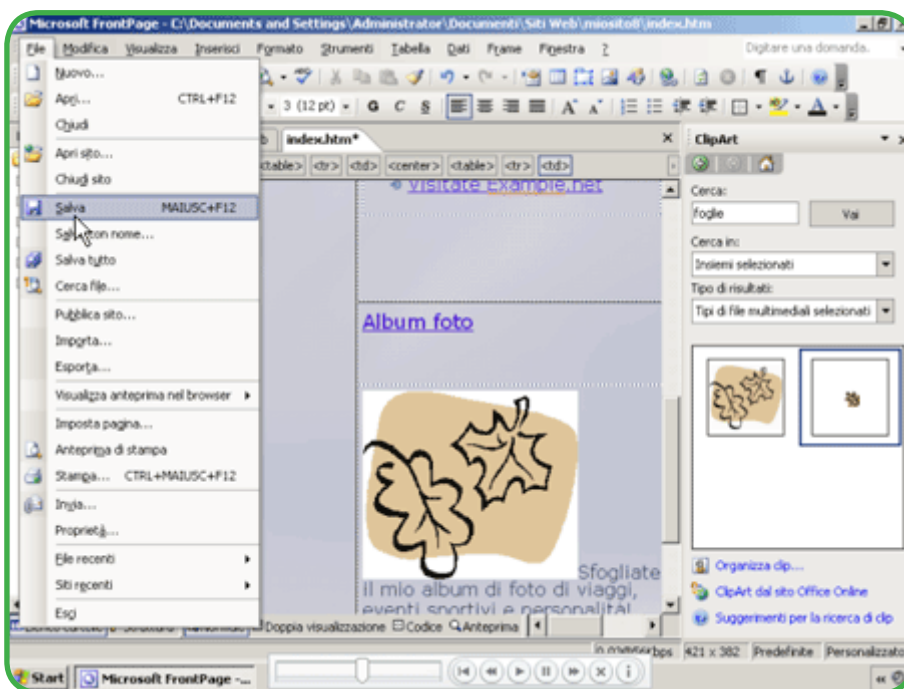 Microsoft FrontPage - C:\Documents and Settings\Administrator\Documenti\Siti Web\miosito8\index.htm
File Modifica Visualizza Inserisci Formato Strumenti Tabella Dati Frame Finestra ? Digitare una domanda.
3 (12 pt) G C S
index.htm*
<table> <tr> <td> <center> <table> <tr> <td>
Nuovo...
Apri... CTRL+F12
Chiudi
Apri sito...
Chiudi sito
Salva MAIUSC+F12
Salva con nome...
Salva tutto
Cerca file...
Pubblica sito...
Importa...
Esporta...
Visualizza anteprima nel browser
Imposta pagina...
Anteprima di stampa
Stampa... CTRL+MAIUSC+F12
Invia...
Proprietà...
File recenti
Siti recenti
Esci
Visitate Example.net
Album foto
Sfogliate
Il mio album di foto di viaggi,
eventi sportivi e personalità!
ClipArt
Cerca:
foglie Vai
Cerca in:
Insiemi selezionati
Tipo di risultati:
Tipi di file multimediali selezionati
Organizza clip...
ClipArt dal sito Office Online
Suggerimenti per la ricerca di clip
Doppia visualizzazione Codice Anteprima
421 x 382 Predefinite Personalizzato
Start Microsoft FrontPage -...